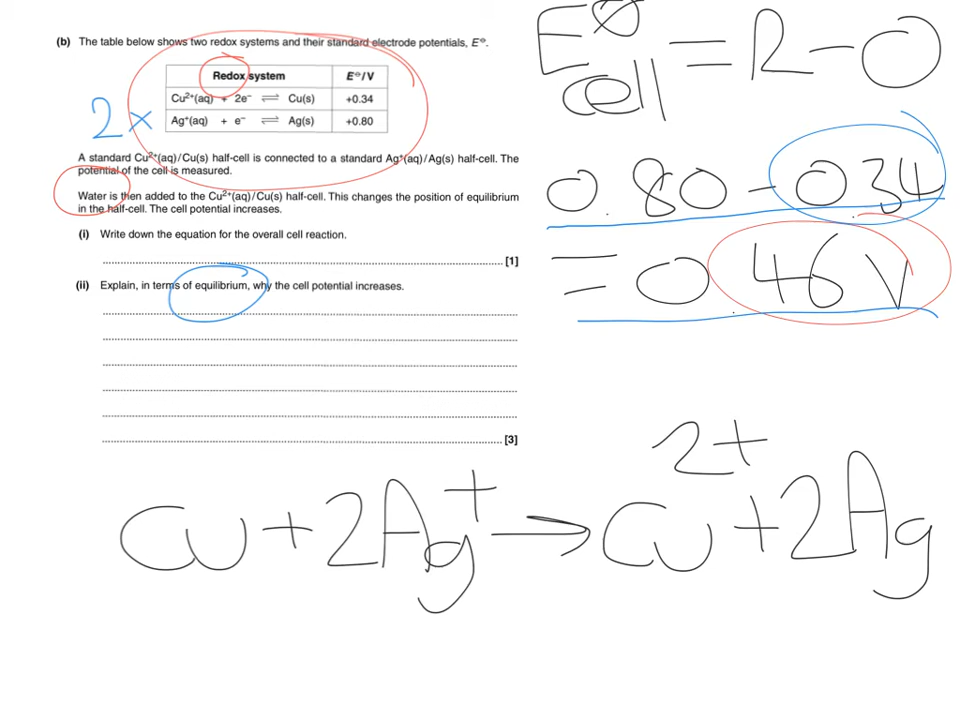 (b) The table below shows two redox systems and their standard electrode potentials, E⦵.
Redox system E⦵/V
Cu²⁺(aq) + 2e⁻ ⇌ Cu(s) +0.34
Ag⁺(aq) + e⁻ ⇌ Ag(s) +0.80
2 ×
A standard Cu²⁺(aq)/Cu(s) half-cell is connected to a standard Ag⁺(aq)/Ag(s) half-cell. The
potential of the cell is measured.
Water is then added to the Cu²⁺(aq)/Cu(s) half-cell. This changes the position of equilibrium
in the half-cell. The cell potential increases.
(i) Write down the equation for the overall cell reaction.
[1]
(ii) Explain, in terms of equilibrium, why the cell potential increases.
[3]
E⦵cell = R - O
0.80 - 0.34
= 0.46 V
Cu + 2Ag⁺ → Cu²⁺ + 2Ag